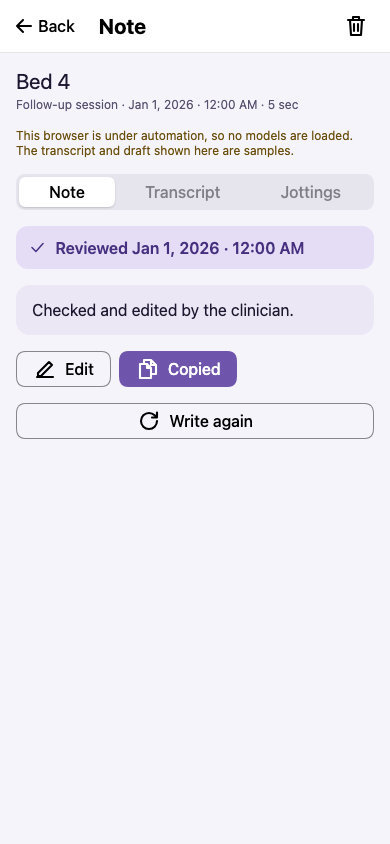 Back Note
Bed 4
Follow-up session · Jan 1, 2026 · 12:00 AM · 5 sec
This browser is under automation, so no models are loaded.
The transcript and draft shown here are samples.
Note Transcript Jottings
Reviewed Jan 1, 2026 · 12:00 AM
Checked and edited by the clinician.
Edit Copied
Write again